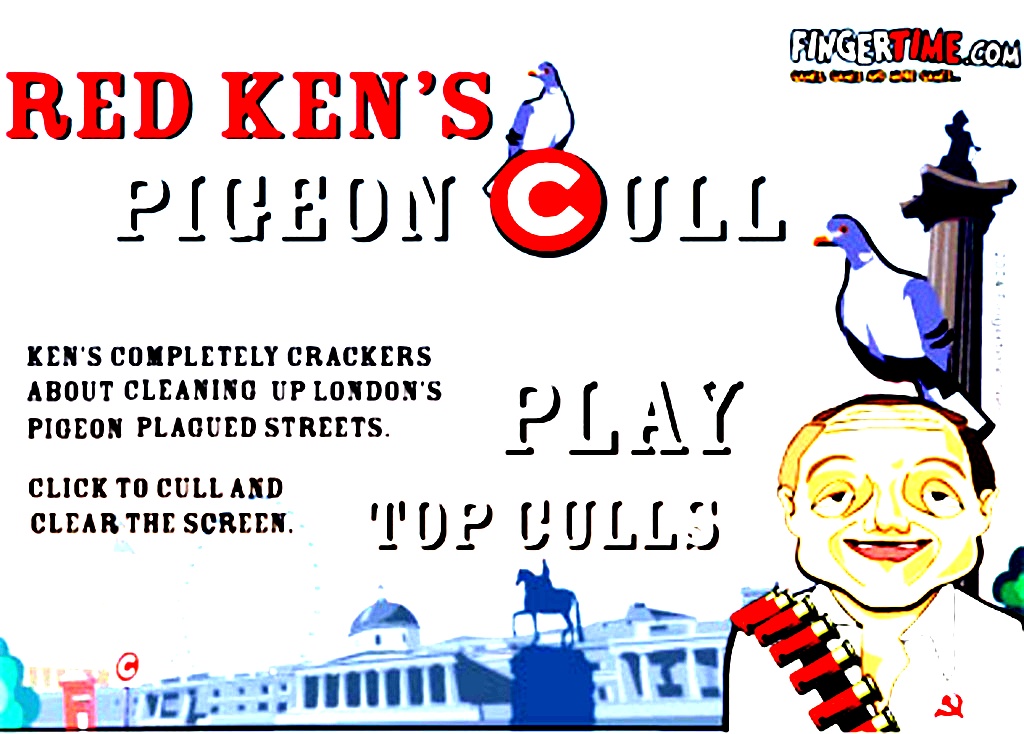 FINGERTIME.COM
RED KEN'S
PIGEON CULL
KEN'S COMPLETELY CRACKERS
ABOUT CLEANING UP LONDON'S
PIGEON PLAGUED STREETS.
PLAY
CLICK TO CULL AND
CLEAR THE SCREEN.
TOP CULLS
C